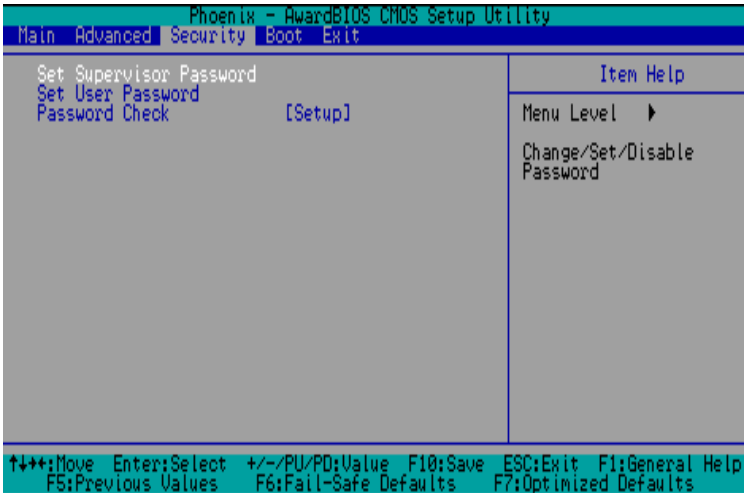 Phoenix - AwardBIOS CMOS Setup Utility
Main Advanced Security Boot Exit
Set Supervisor Password
Set User Password
Password Check [Setup]
Item Help
Menu Level ▶
Change/Set/Disable
Password
↑↓→←:Move Enter:Select +/-/PU/PD:Value F10:Save ESC:Exit F1:General Help
F5:Previous Values F6:Fail-Safe Defaults F7:Optimized Defaults